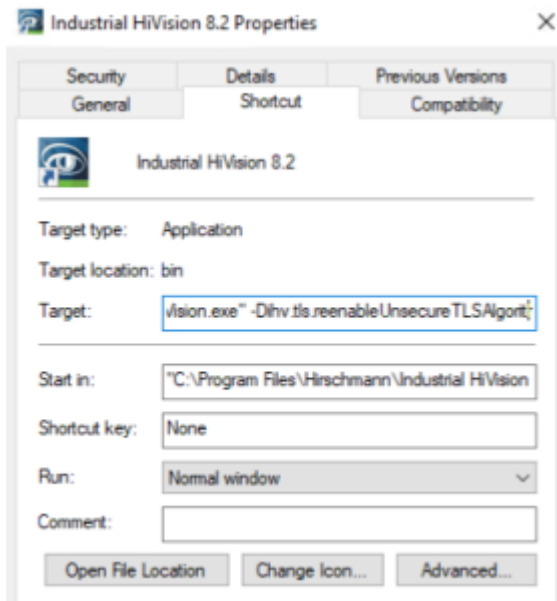 Industrial HiVision 8.2 Properties
Security Details Previous Versions
General Shortcut Compatibility
Industrial HiVision 8.2
Target type: Application
Target location: bin
Target: Vision.exe" -Dihv.tls.reenableUnsecureTLSAlgorit
Start in: "C:\Program Files\Hirschmann\Industrial HiVision
Shortcut key: None
Run: Normal window
Comment:
Open File Location Change Icon... Advanced...